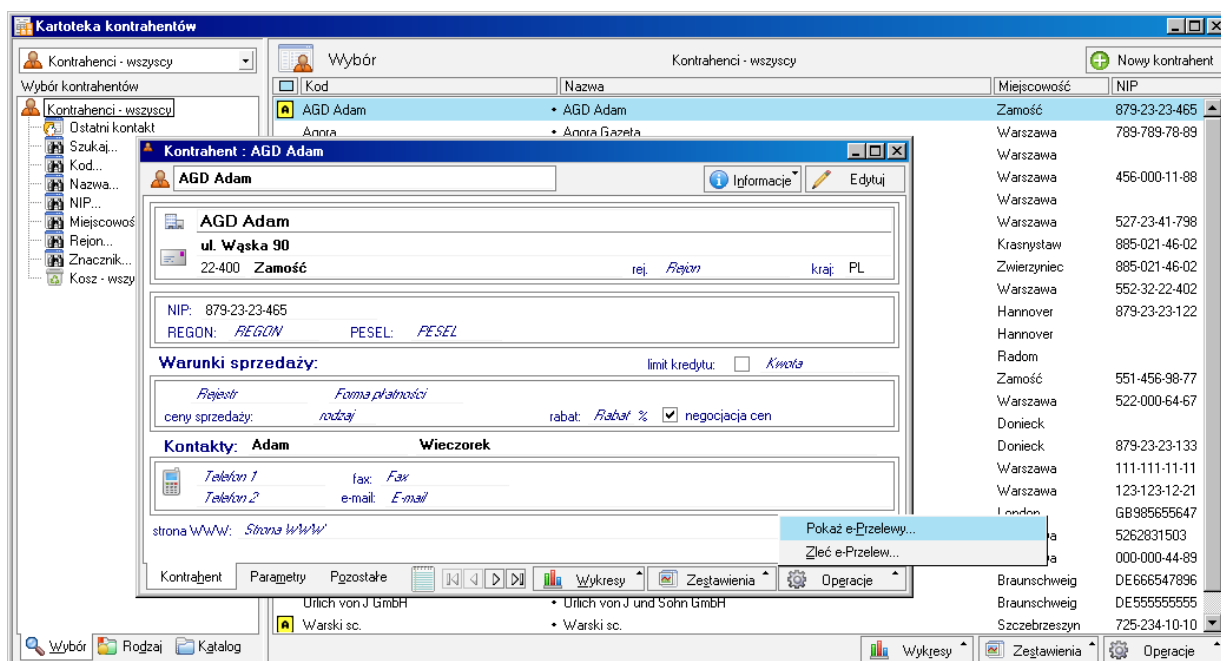 Kartoteka kontrahentów
Kontrahenci - wszyscy
Wybór
Kontrahenci - wszyscy
Nowy kontrahent
Wybór kontrahentów
Kod
Nazwa
Miejscowość
NIP
Kontrahenci - wszyscy
Ostatni kontakt
Szukaj...
Kod...
Nazwa...
NIP...
Miejscowoś
Rejon...
Znacznik...
Kosz - wszy
A AGD Adam • AGD Adam Zamość 879-23-23-465
Agora • Agora Gazeta Warszawa 789-789-78-89
Warszawa
Warszawa 456-000-11-88
Warszawa
Warszawa 527-23-41-798
Krasnystaw 885-021-46-02
Zwierzyniec 885-021-46-02
Warszawa 552-32-22-402
Hannover 879-23-23-122
Hannover
Radom
Zamość 551-456-98-77
Warszawa 522-000-64-67
Donieck
Donieck 879-23-23-133
Warszawa 111-111-11-11
Warszawa 123-123-12-21
London GB985655647
a 5262831503
a 000-000-44-89
Braunschweig DE666547896
Urlich von J GmbH • Urlich von J und Sohn GmbH Braunschweig DE555555555
A Warski sc. • Warski sc. Szczebrzeszyn 725-234-10-10
Kontrahent : AGD Adam
AGD Adam
Informacje
Edytuj
AGD Adam
ul. Wąska 90
22-400 Zamość rej. Rejon kraj: PL
NIP: 879-23-23-465
REGON: REGON PESEL: PESEL
Warunki sprzedaży: limit kredytu: Kwota
Rejestr Forma płatności
ceny sprzedaży: rodzaj rabat: Rabat % negocjacja cen
Kontakty: Adam Wieczorek
Telefon 1 fax: Fax
Telefon 2 e-mail: E-mail
strona WWW: Strona WWW
Pokaż e-Przelewy...
Zleć e-Przelew...
Kontrahent Parametry Pozostałe Wykresy Zestawienia Operacje
Wybór Rodzaj Katalog
Wykresy Zestawienia Operacje